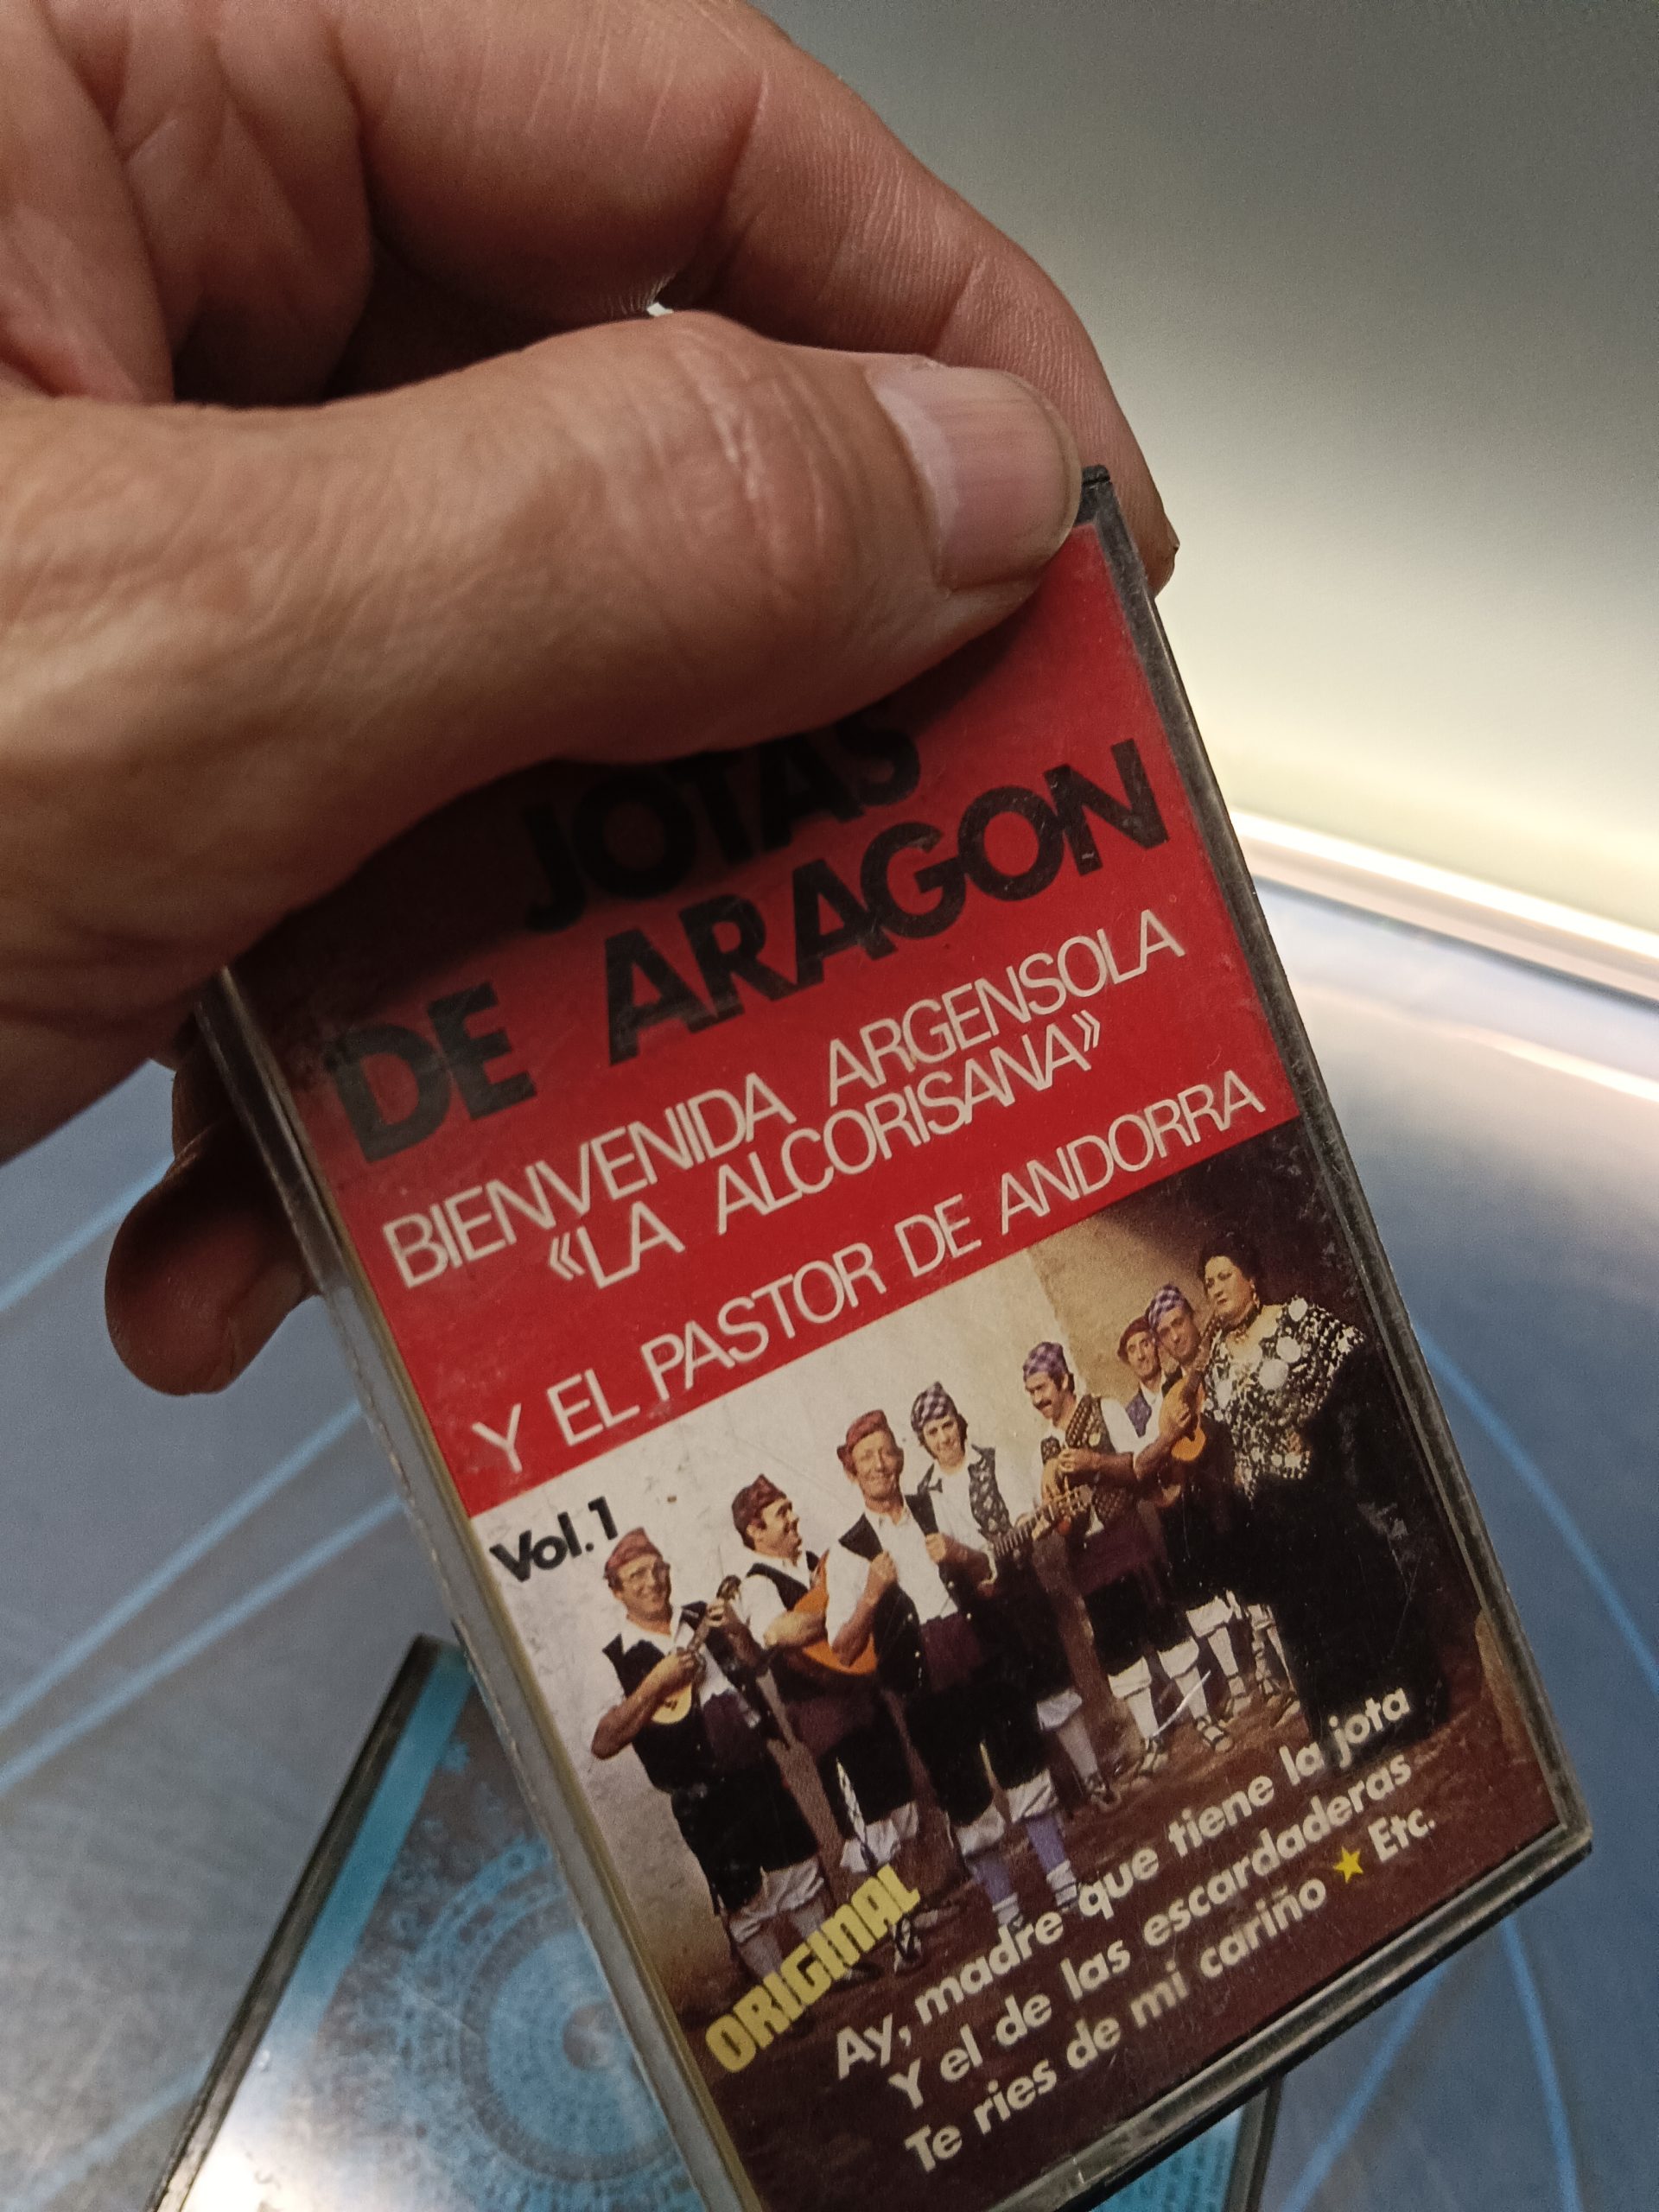 JOTAS
DE ARAGON
BIENVENIDA ARGENSOLA
«LA ALCORISANA»
Y EL PASTOR DE ANDORRA
Vol.1
ORIGINAL
Ay, madre que tiene la jota
Y el de las escardaderas
Te ries de mi cariño ★ Etc.